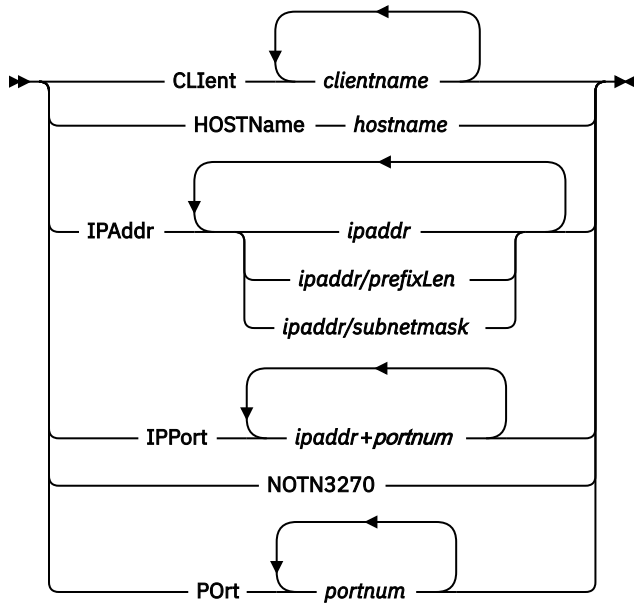 CLIent clientname
HOSTName hostname
IPAddr ipaddr
ipaddr/prefixLen
ipaddr/subnetmask
IPPort ipaddr+portnum
NOTN3270
POrt portnum